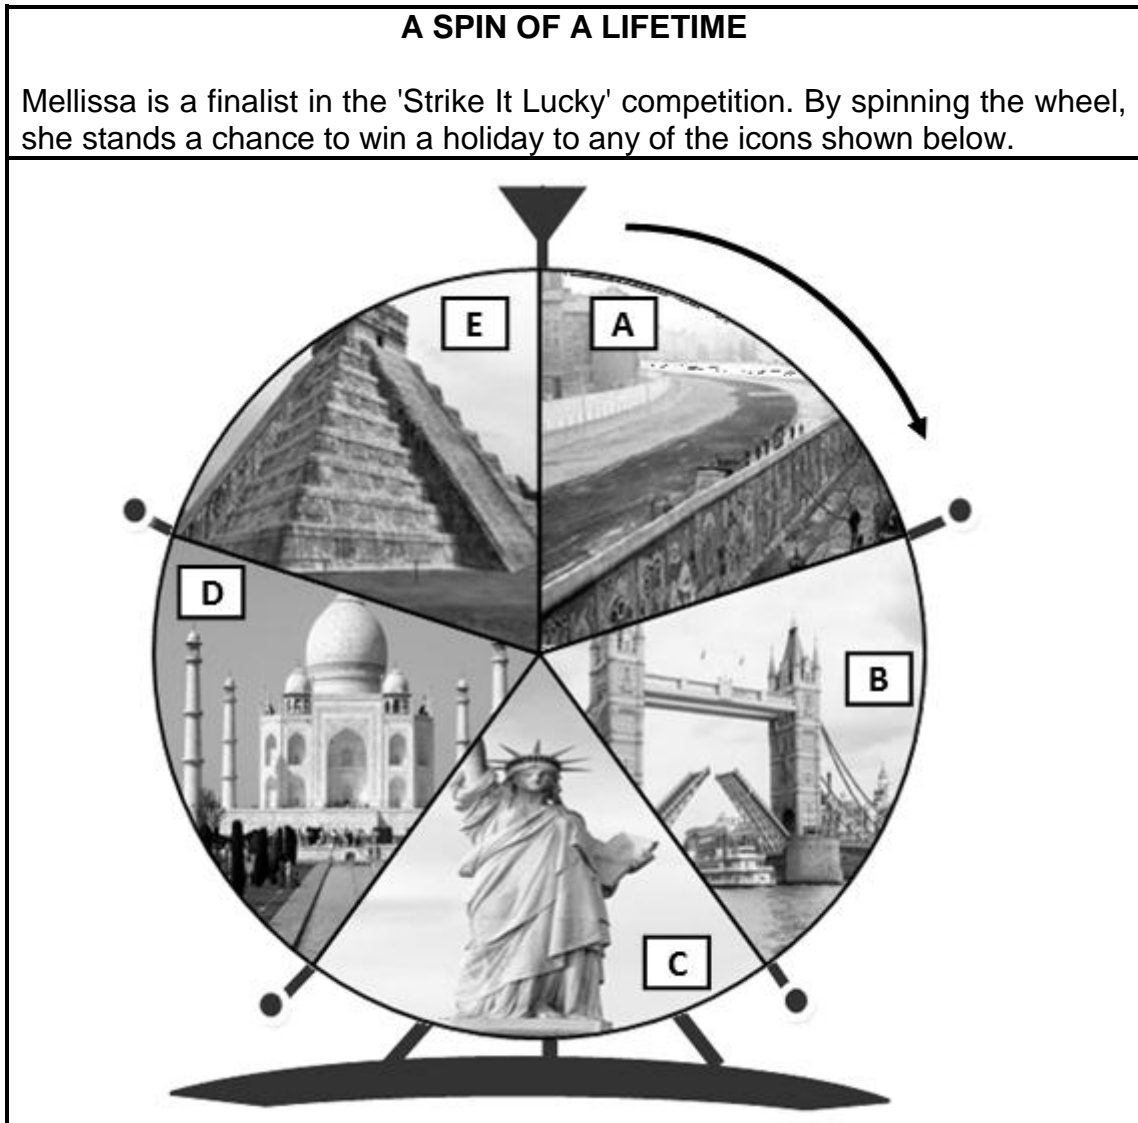 A SPIN OF A LIFETIME
Mellissa is a finalist in the 'Strike It Lucky' competition. By spinning the wheel,
she stands a chance to win a holiday to any of the icons shown below.
E
A
D
B
C